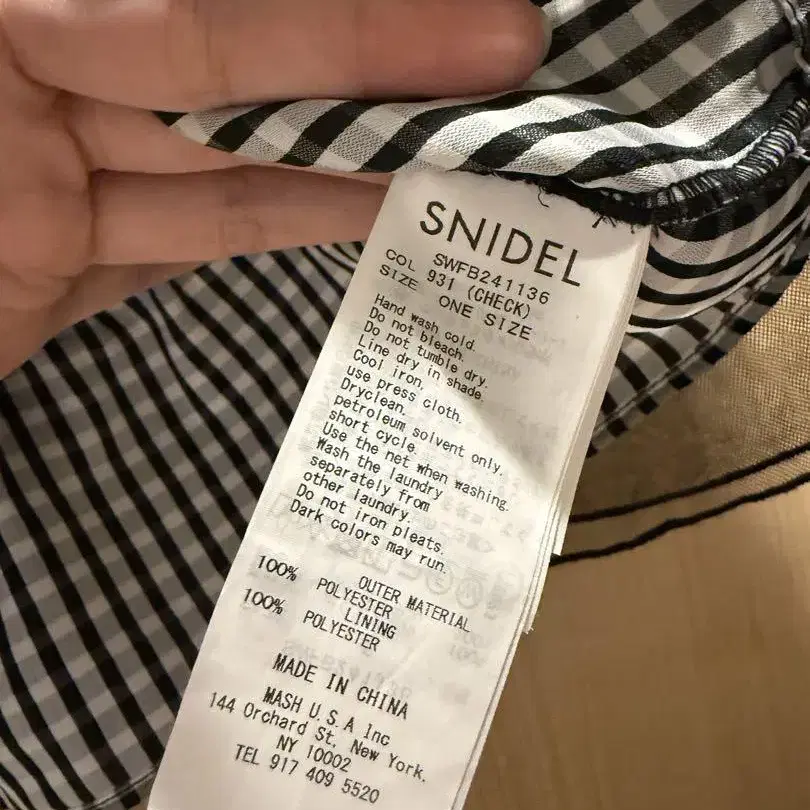 SNIDEL
SWFB241136
COL 931 (CHECK)
SIZE ONE SIZE
Hand wash cold.
Do not bleach.
Do not tumble dry.
Line dry in shade.
Cool iron,
use press cloth.
Dryclean.
petroleum solvent only.
short cycle.
Use the net when washing.
Wash the laundry
separately from
other laundry.
Do not iron pleats.
Dark colors may run.
OUTER MATERIAL
100% POLYESTER
LINING
100% POLYESTER
MADE IN CHINA
MASH U.S.A Inc
144 Orchard St, New York,
NY 10002
TEL 917 409 5520